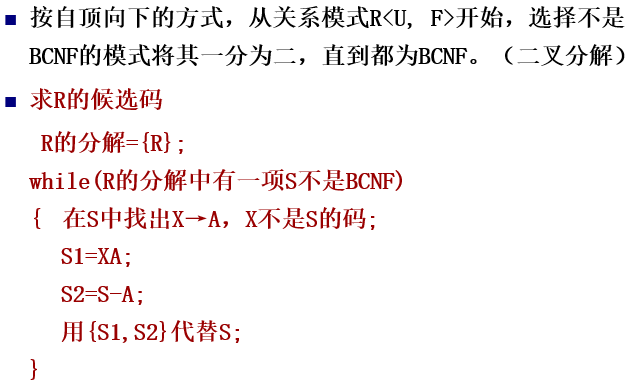 ■ 按自顶向下的方式，从关系模式R<U, F>开始，选择不是
BCNF的模式将其一分为二，直到都为BCNF。（二叉分解）
■ 求R的候选码
R的分解={R};
while(R的分解中有一项S不是BCNF)
{ 在S中找出X→A，X不是S的码;
S1=XA;
S2=S-A;
用{S1,S2}代替S;
}